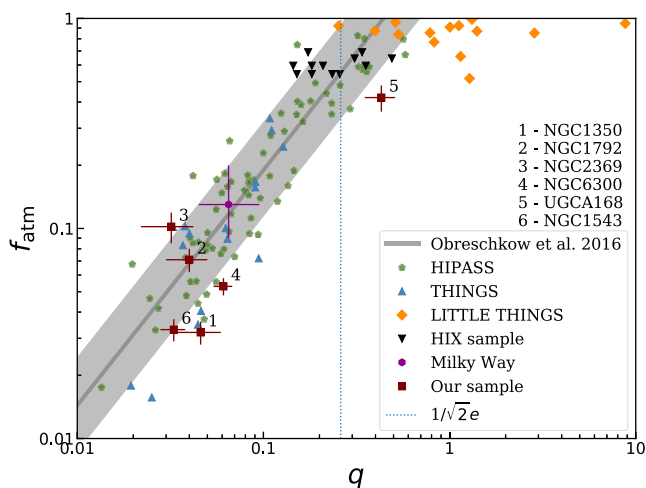 1
5
1 - NGC1350
2 - NGC1792
3 - NGC2369
4 - NGC6300
5 - UGCA168
6 - NGC1543
f_atm
0.1
3
2
4
6
1
Obreschkow et al. 2016
HIPASS
THINGS
LITTLE THINGS
HIX sample
Milky Way
Our sample
1/√2e
0.01
0.01
0.1
1
10
q